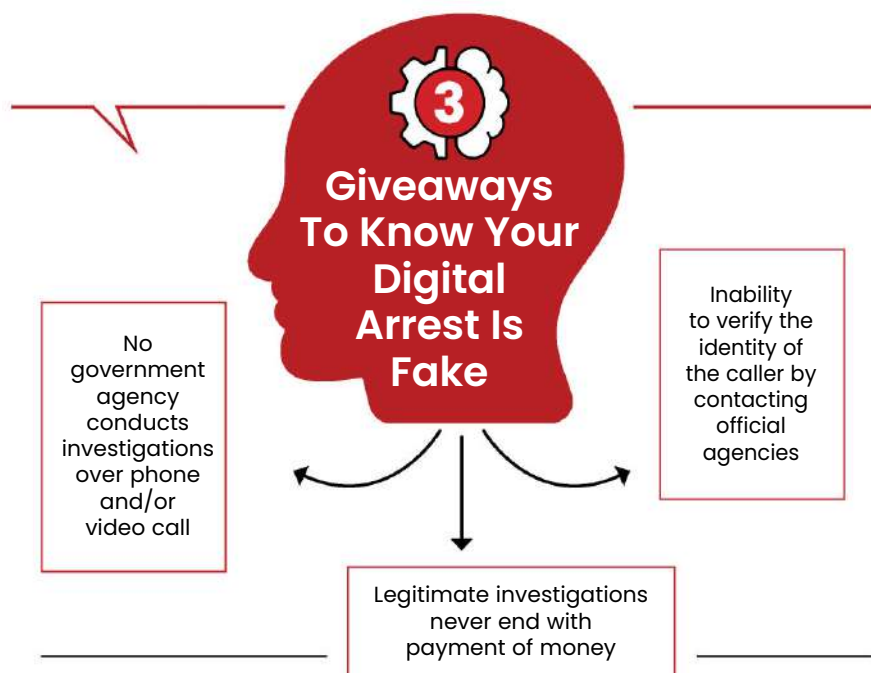 3
Giveaways
To Know Your
Digital
Arrest Is
Fake
No
government
agency
conducts
investigations
over phone
and/or
video call
Legitimate investigations
never end with
payment of money
Inability
to verify the
identity of
the caller by
contacting
official
agencies